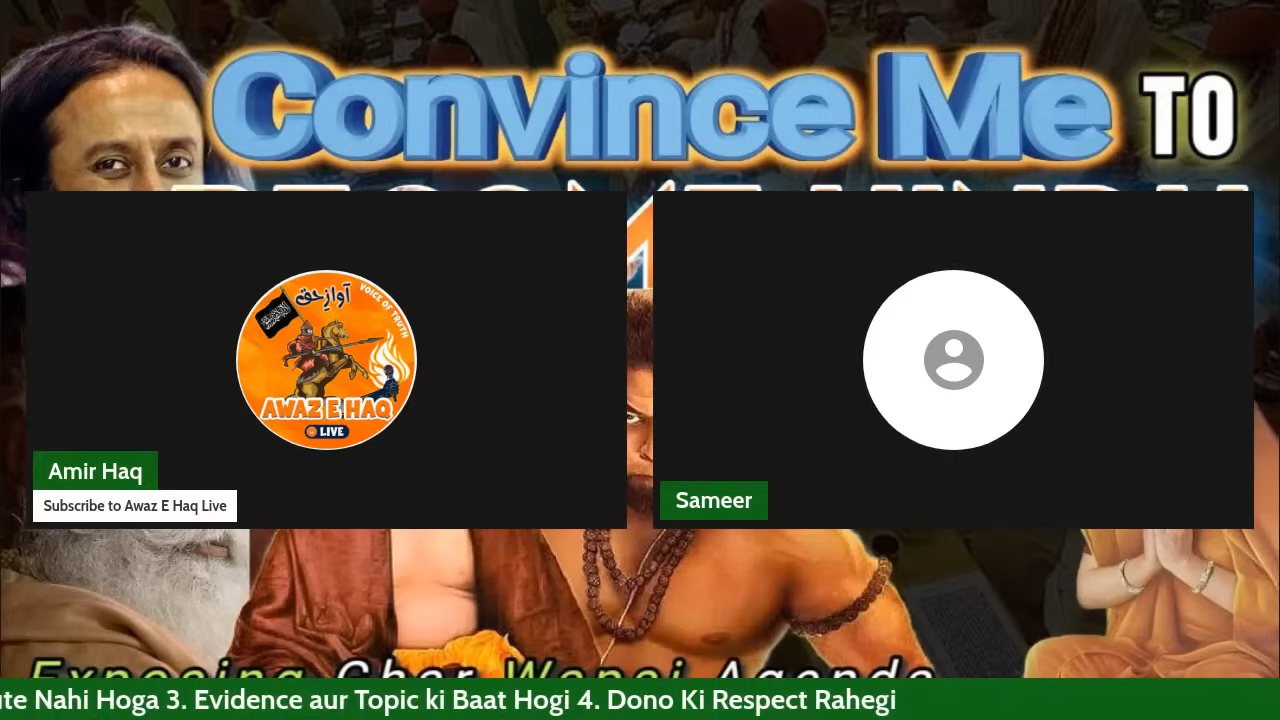 Convince Me TO
آوازِ حق
VOICE OF TRUTH
AWAZ E HAQ
LIVE
Amir Haq
Subscribe to Awaz E Haq Live
Sameer
Exposing Ghar Wapsi Agenda
Nahi Hoga 3. Evidence aur Topic ki Baat Hogi 4. Dono Ki Respect Rahegi